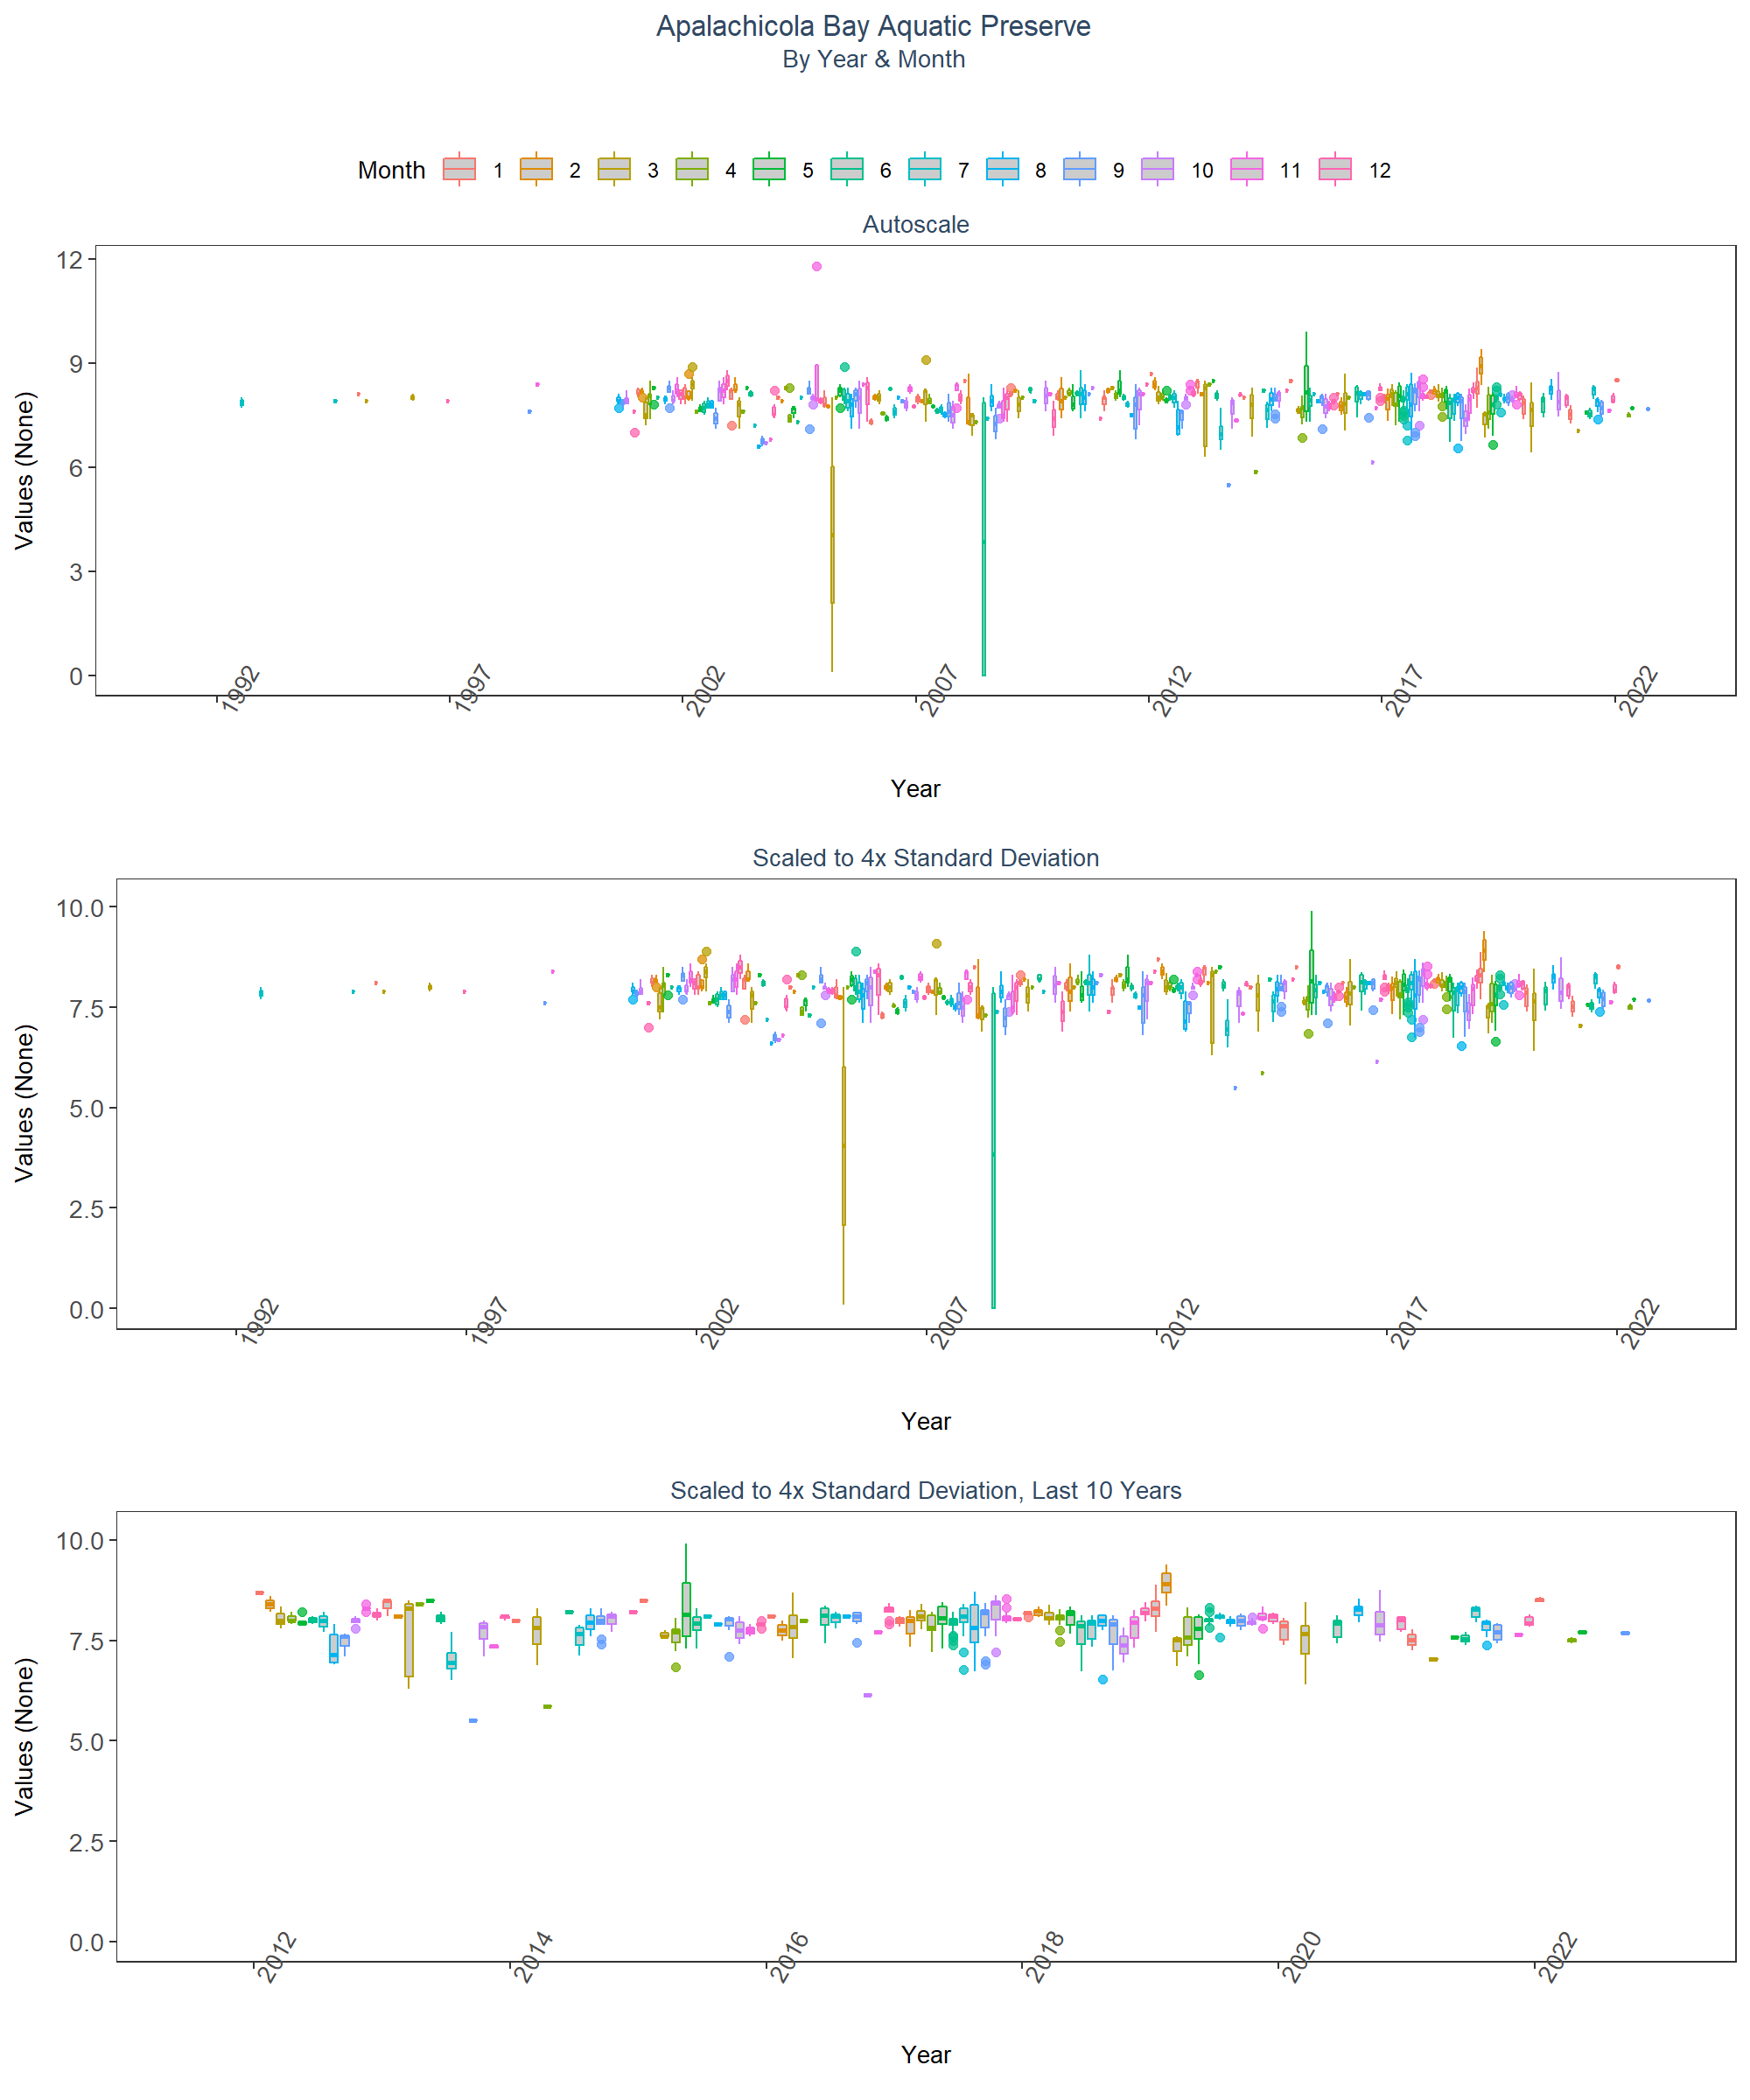 Apalachicola Bay Aquatic Preserve
By Year & Month
Month 1 2 3 4 5 6 7 8 9 10 11 12
Autoscale
12
9
6
3
0
Values (None)
1992 1997 2002 2007 2012 2017 2022
Year
Scaled to 4x Standard Deviation
10.0
7.5
5.0
2.5
0.0
Values (None)
1992 1997 2002 2007 2012 2017 2022
Year
Scaled to 4x Standard Deviation, Last 10 Years
10.0
7.5
5.0
2.5
0.0
Values (None)
2012 2014 2016 2018 2020 2022
Year